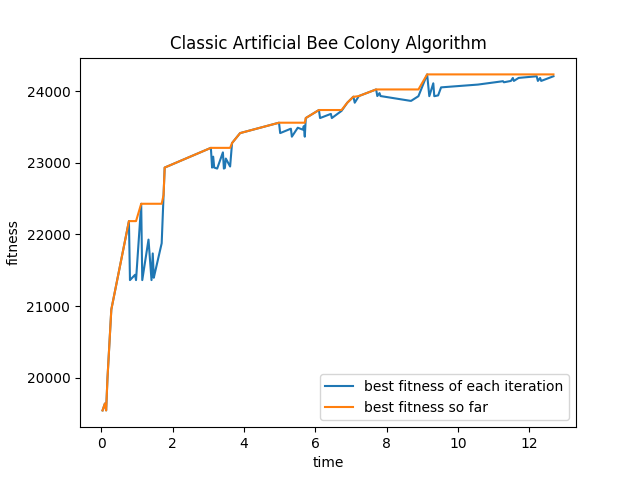 Classic Artificial Bee Colony Algorithm
24000
23000
22000
21000
20000
fitness
best fitness of each iteration
best fitness so far
0 2 4 6 8 10 12
time